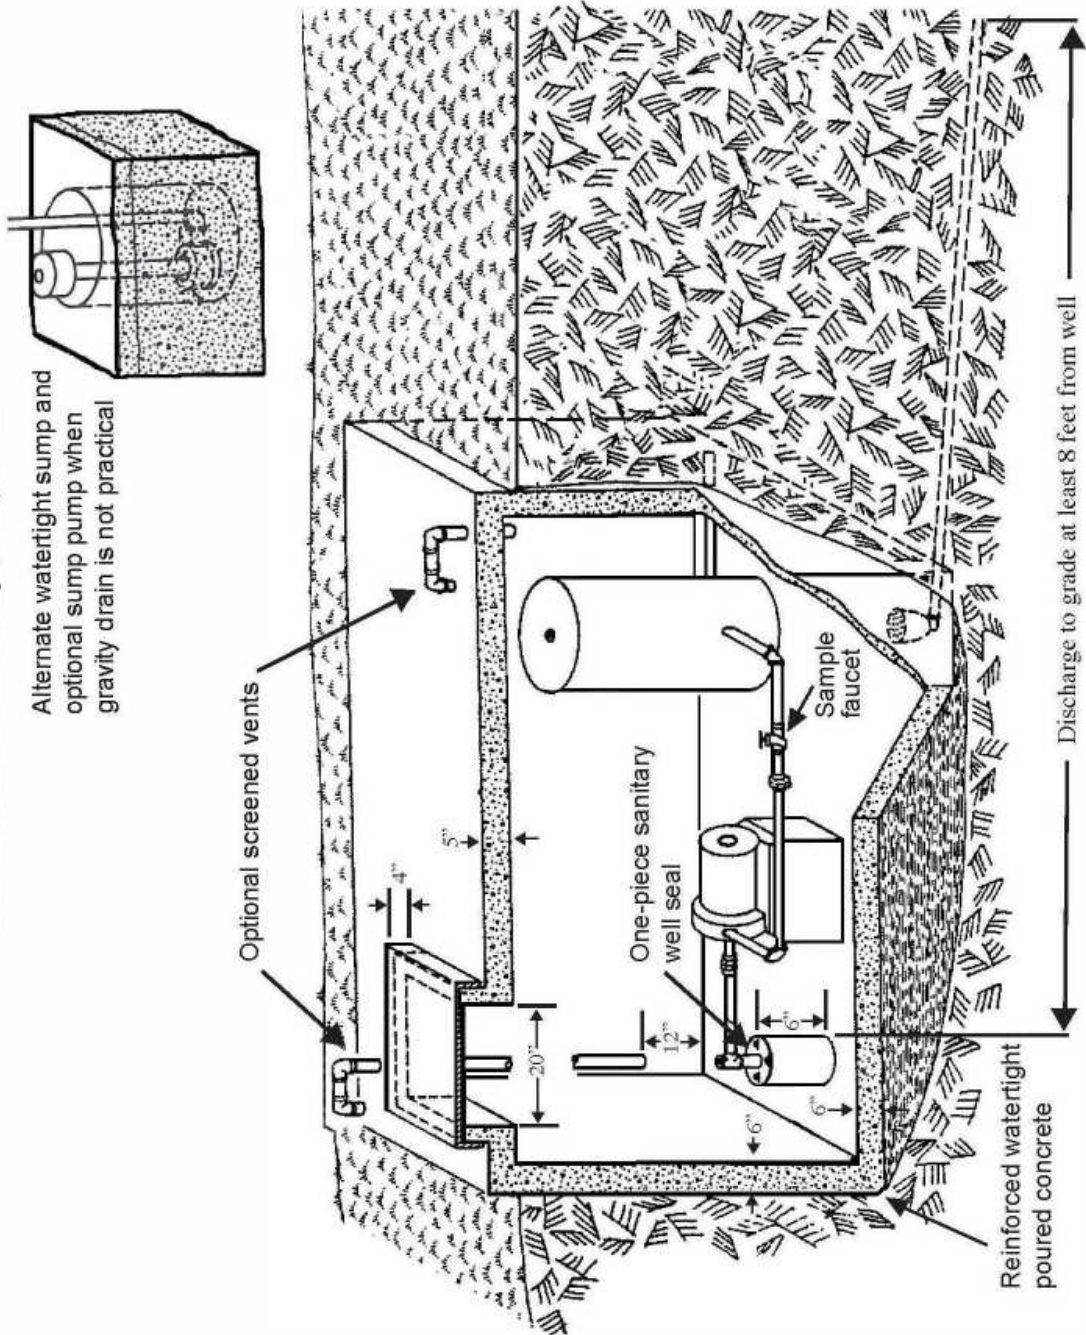 Alternate watertight sump and
optional sump pump when
gravity drain is not practical
Optional screened vents
4”
5”
20”
12”
One-piece sanitary
well seal
Sample
faucet
6”
6”
6”
Reinforced watertight
poured concrete
Discharge to grade at least 8 feet from well